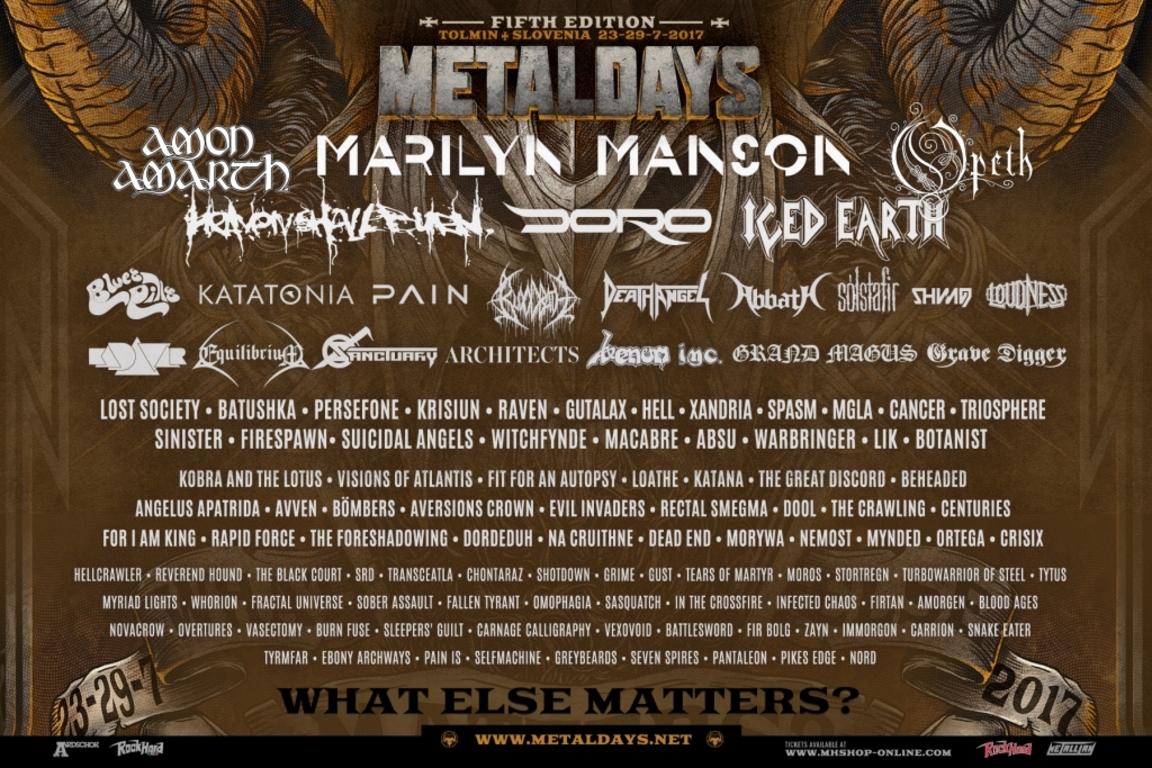 FIFTH EDITION
TOLMIN SLOVENIA 23-29-7-2017
METALDAYS
AMON AMARTH MARILYN MANSON Opeth
HEAVEN SHALL BURN. DORO ICED EARTH
Blues Pills KATATONIA PAIN BLOODBATH DEATH ANGEL AbbatH sólstafir SHINING LOUDNESS
KADAVAR EquilibriuM SANCTUARY ARCHITECTS venom inc. GRAND MAGUS Grave Digger
LOST SOCIETY • BATUSHKA • PERSEFONE • KRISIUN • RAVEN • GUTALAX • HELL • XANDRIA • SPASM • MGLA • CANCER • TRIOSPHERE
SINISTER • FIRESPAWN • SUICIDAL ANGELS • WITCHFYNDE • MACABRE • ABSU • WARBRINGER • LIK • BOTANIST
KOBRA AND THE LOTUS • VISIONS OF ATLANTIS • FIT FOR AN AUTOPSY • LOATHE • KATANA • THE GREAT DISCORD • BEHEADED
ANGELUS APATRIDA • AVVEN • BÖMBERS • AVERSIONS CROWN • EVIL INVADERS • RECTAL SMEGMA • DOOL • THE CRAWLING • CENTURIES
FOR I AM KING • RAPID FORCE • THE FORESHADOWING • DORDEDUH • NA CRUITHNE • DEAD END • MORYWA • NEMOST • MYNDED • ORTEGA • CRISIX
HELLCRAWLER • REVEREND HOUND • THE BLACK COURT • SRD • TRANSCEATLA • CHONTARAZ • SHOTDOWN • GRIME • GUST • TEARS OF MARTYR • MOROS • STORTREGN • TURBOWARRIOR OF STEEL • TYTUS
MYRIAD LIGHTS • WHORION • FRACTAL UNIVERSE • SOBER ASSAULT • FALLEN TYRANT • OMOPHAGIA • SASQUATCH • IN THE CROSSFIRE • INFECTED CHAOS • FIRTAN • AMORGEN • BLOOD AGES
NOVACROW • OVERTURES • VASECTOMY • BURN FUSE • SLEEPERS' GUILT • CARNAGE CALLIGRAPHY • VEXOVOID • BATTLESWORD • FIR BOLG • ZAYN • IMMORGON • CARRION • SNAKE EATER
TYRMFAR • EBONY ARCHWAYS • PAIN IS • SELFMACHINE • GREYBEARDS • SEVEN SPIRES • PANTALEON • PIKES EDGE • NORD
23-29-7 2017
WHAT ELSE MATTERS?
AARDSCHOK RockHard WWW.METALDAYS.NET TICKETS AVAILABLE AT RockHard METALLIAN
WWW.MHSHOP-ONLINE.COM